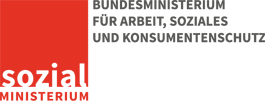 BUNDESMINISTERIUM
FÜR ARBEIT, SOZIALES
UND KONSUMENTENSCHUTZ
sozial
MINISTERIUM